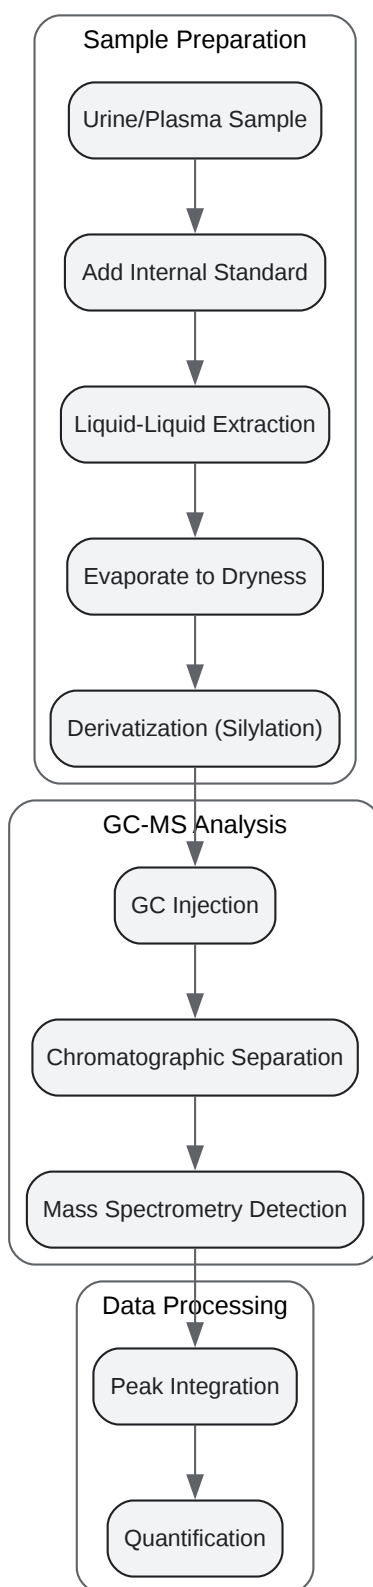 Sample Preparation
Urine/Plasma Sample
Add Internal Standard
Liquid-Liquid Extraction
Evaporate to Dryness
Derivatization (Silylation)
GC-MS Analysis
GC Injection
Chromatographic Separation
Mass Spectrometry Detection
Data Processing
Peak Integration
Quantification